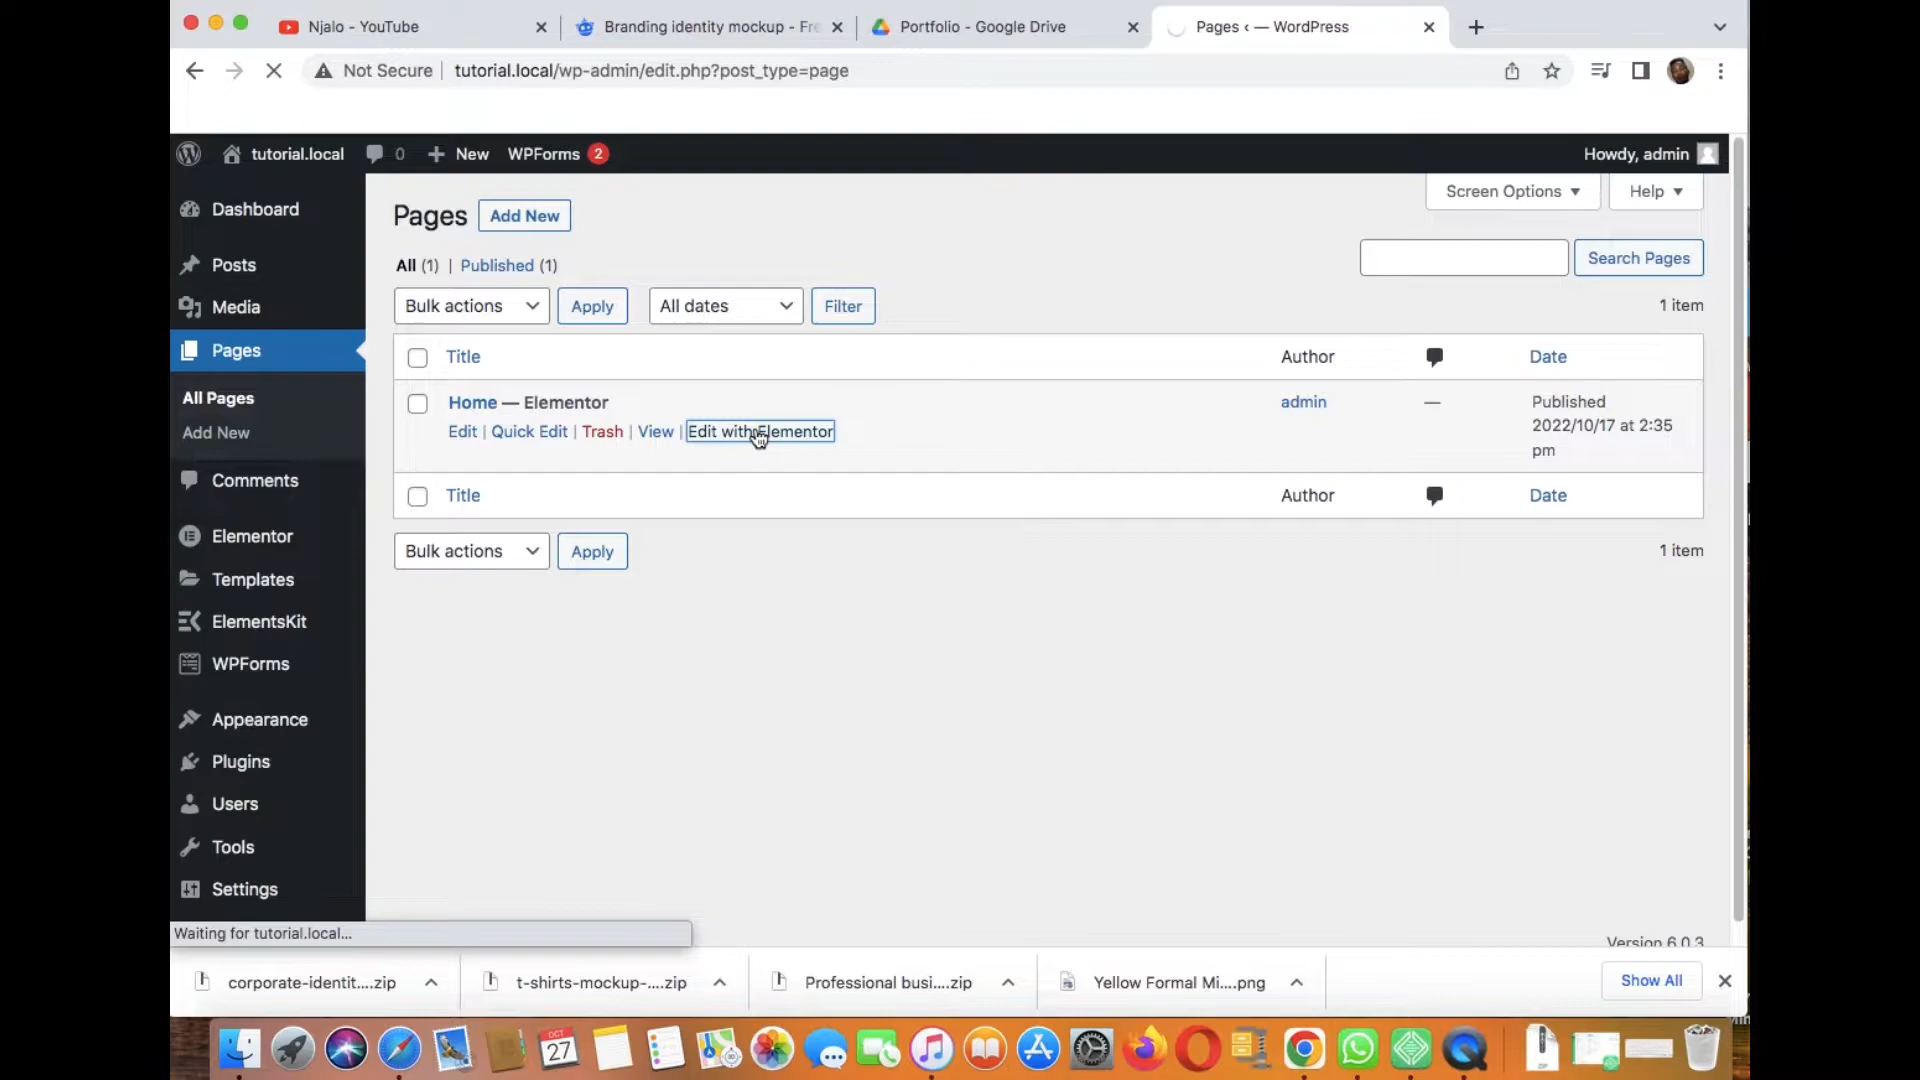 Njalo - YouTube
Branding identity mockup - Fre
Portfolio - Google Drive
Pages ‹ — WordPress
Not Secure
tutorial.local/wp-admin/edit.php?post_type=page
tutorial.local
0
New
WPForms 2
Howdy, admin
Screen Options
Help
Dashboard
Posts
Media
Pages
All Pages
Add New
Comments
Elementor
Templates
ElementsKit
WPForms
Appearance
Plugins
Users
Tools
Settings
Pages
Add New
All (1) | Published (1)
Search Pages
Bulk actions
Apply
All dates
Filter
1 item
Title
Author
Date
Home — Elementor
admin
—
Published
2022/10/17 at 2:35
pm
Edit | Quick Edit | Trash | View | Edit with Elementor
Title
Author
Date
Bulk actions
Apply
1 item
Version 6.0.3
Waiting for tutorial.local...
corporate-identit....zip
t-shirts-mockup-....zip
Professional busi....zip
Yellow Formal Mi....png
Show All
OCT
27